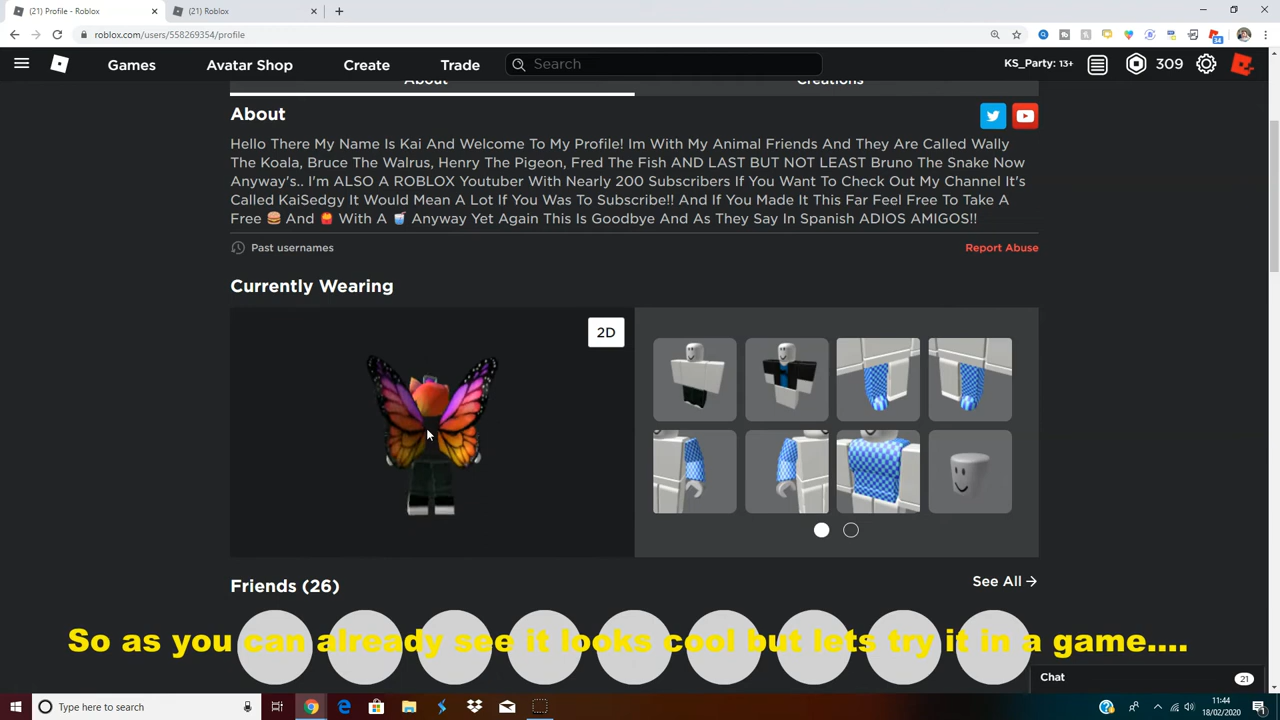 (21) Profile - Roblox
(21) Roblox
roblox.com/users/558269354/profile
34
Games
Avatar Shop
Create
Trade
Search
KS_Party: 13+
309
About
Creations
About
Hello There My Name Is Kai And Welcome To My Profile! Im With My Animal Friends And They Are Called Wally
The Koala, Bruce The Walrus, Henry The Pigeon, Fred The Fish AND LAST BUT NOT LEAST Bruno The Snake Now
Anyway's.. I'm ALSO A ROBLOX Youtuber With Nearly 200 Subscribers If You Want To Check Out My Channel It's
Called KaiSedgy It Would Mean A Lot If You Was To Subscribe!! And If You Made It This Far Feel Free To Take A
Free 🍔 And 🍟 With A 🥤 Anyway Yet Again This Is Goodbye And As They Say In Spanish ADIOS AMIGOS!!
Past usernames
Report Abuse
Currently Wearing
2D
Friends (26)
See All →
So as you can already see it looks cool but lets try it in a game....
Chat
21
Type here to search
11:44
18/02/2020
1